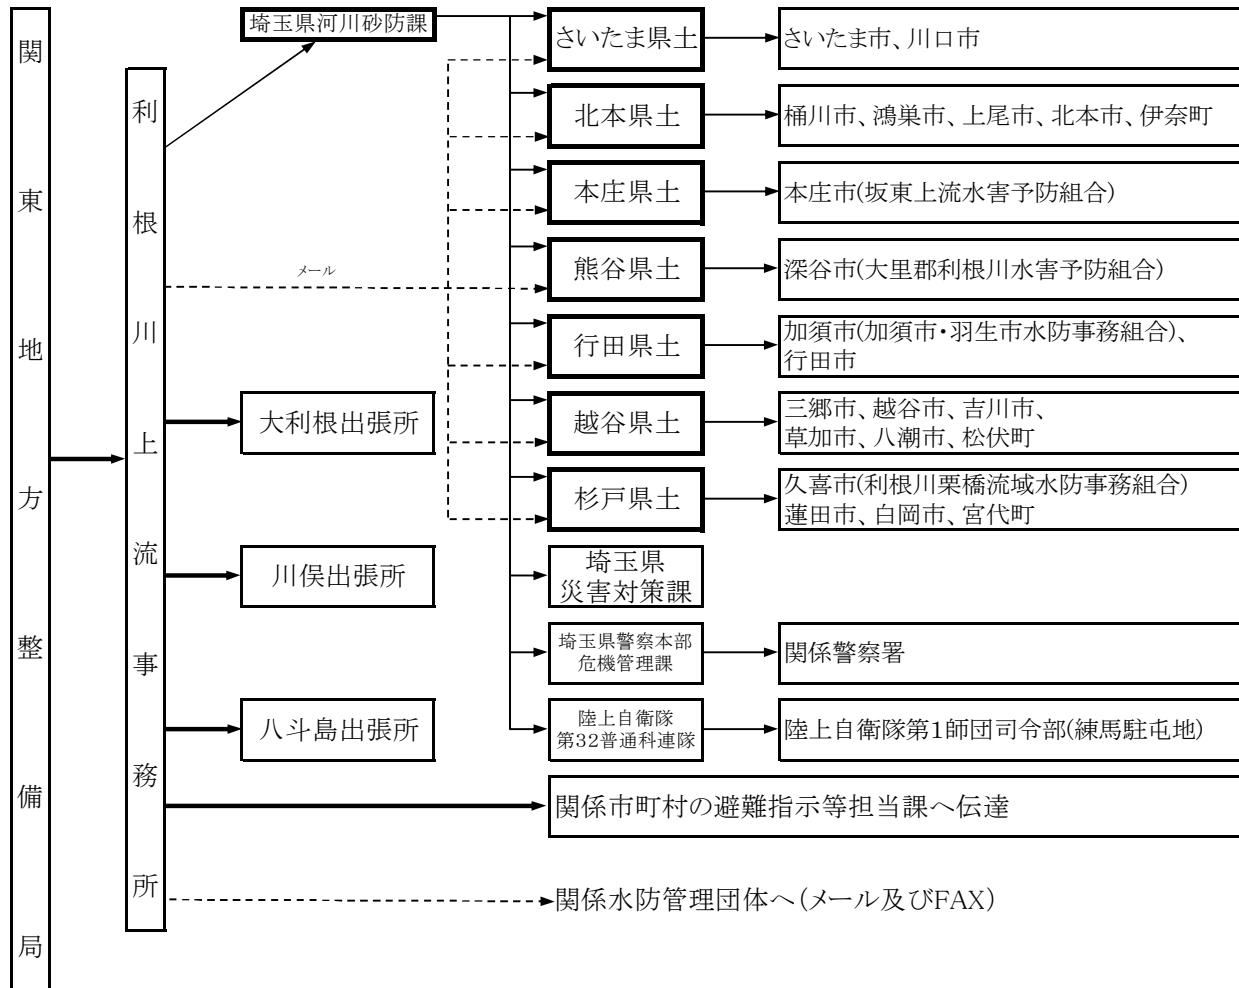 関東地方整備局
利根川上流事務所
埼玉県河川砂防課
メール
大利根出張所
川俣出張所
八斗島出張所
さいたま県土
さいたま市、川口市
北本県土
桶川市、鴻巣市、上尾市、北本市、伊奈町
本庄県土
本庄市(坂東上流水害予防組合)
熊谷県土
深谷市(大里郡利根川水害予防組合)
行田県土
加須市(加須市・羽生市水防事務組合)、
行田市
越谷県土
三郷市、越谷市、吉川市、
草加市、八潮市、松伏町
杉戸県土
久喜市(利根川栗橋流域水防事務組合)
蓮田市、白岡市、宮代町
埼玉県
災害対策課
埼玉県警察本部
危機管理課
関係警察署
陸上自衛隊
第32普通科連隊
陸上自衛隊第1師団司令部(練馬駐屯地)
関係市町村の避難指示等担当課へ伝達
関係水防管理団体へ(メール及びFAX)